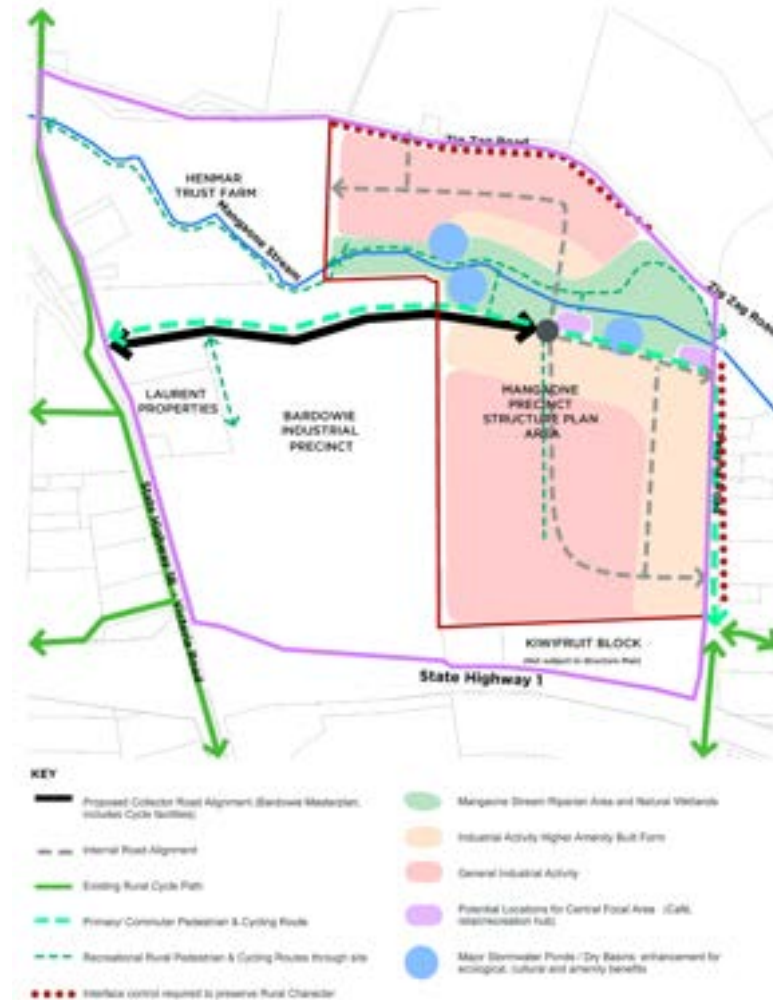 Zig Zag Road
HENMAR
TRUST FARM
Mangaone Stream
Zig Zag Road
LAURENT
PROPERTIES
BARDOWIE
INDUSTRIAL
PRECINCT
MANGAONE
PRECINCT
STRUCTURE PLAN
AREA
KIWIFRUIT BLOCK
(Not subject to Structure Plan)
State Highway 1
KEY
Proposed Collector Road Alignment (Bardowie Masterplan,
includes Cycle facilities)
Internal Road Alignment
Existing Rural Cycle Path
Primary/ Commuter Pedestrian & Cycling Route
Recreational Rural Pedestrian & Cycling Routes through site
Interface control required to preserve Rural Character
Mangaone Stream Riparian Area and Natural Wetlands
Industrial Activity Higher Amenity Built Form
General Industrial Activity
Potential Locations for Central Focal Area (Café,
retail/recreation hub)
Major Stormwater Ponds / Dry Basins: enhancement for
ecological, cultural and amenity benefits